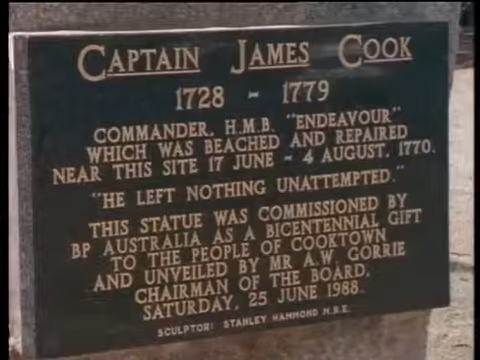 CAPTAIN JAMES COOK
1728 - 1779
COMMANDER, H.M.B. "ENDEAVOUR"
WHICH WAS BEACHED AND REPAIRED
NEAR THIS SITE 17 JUNE - 4 AUGUST, 1770.
"HE LEFT NOTHING UNATTEMPTED."
THIS STATUE WAS COMMISSIONED BY
BP AUSTRALIA AS A BICENTENNIAL GIFT
TO THE PEOPLE OF COOKTOWN
AND UNVEILED BY MR A.W. GORRIE
CHAIRMAN OF THE BOARD,
SATURDAY, 25 JUNE 1988.
SCULPTOR: STANLEY HAMMOND M.B.E.